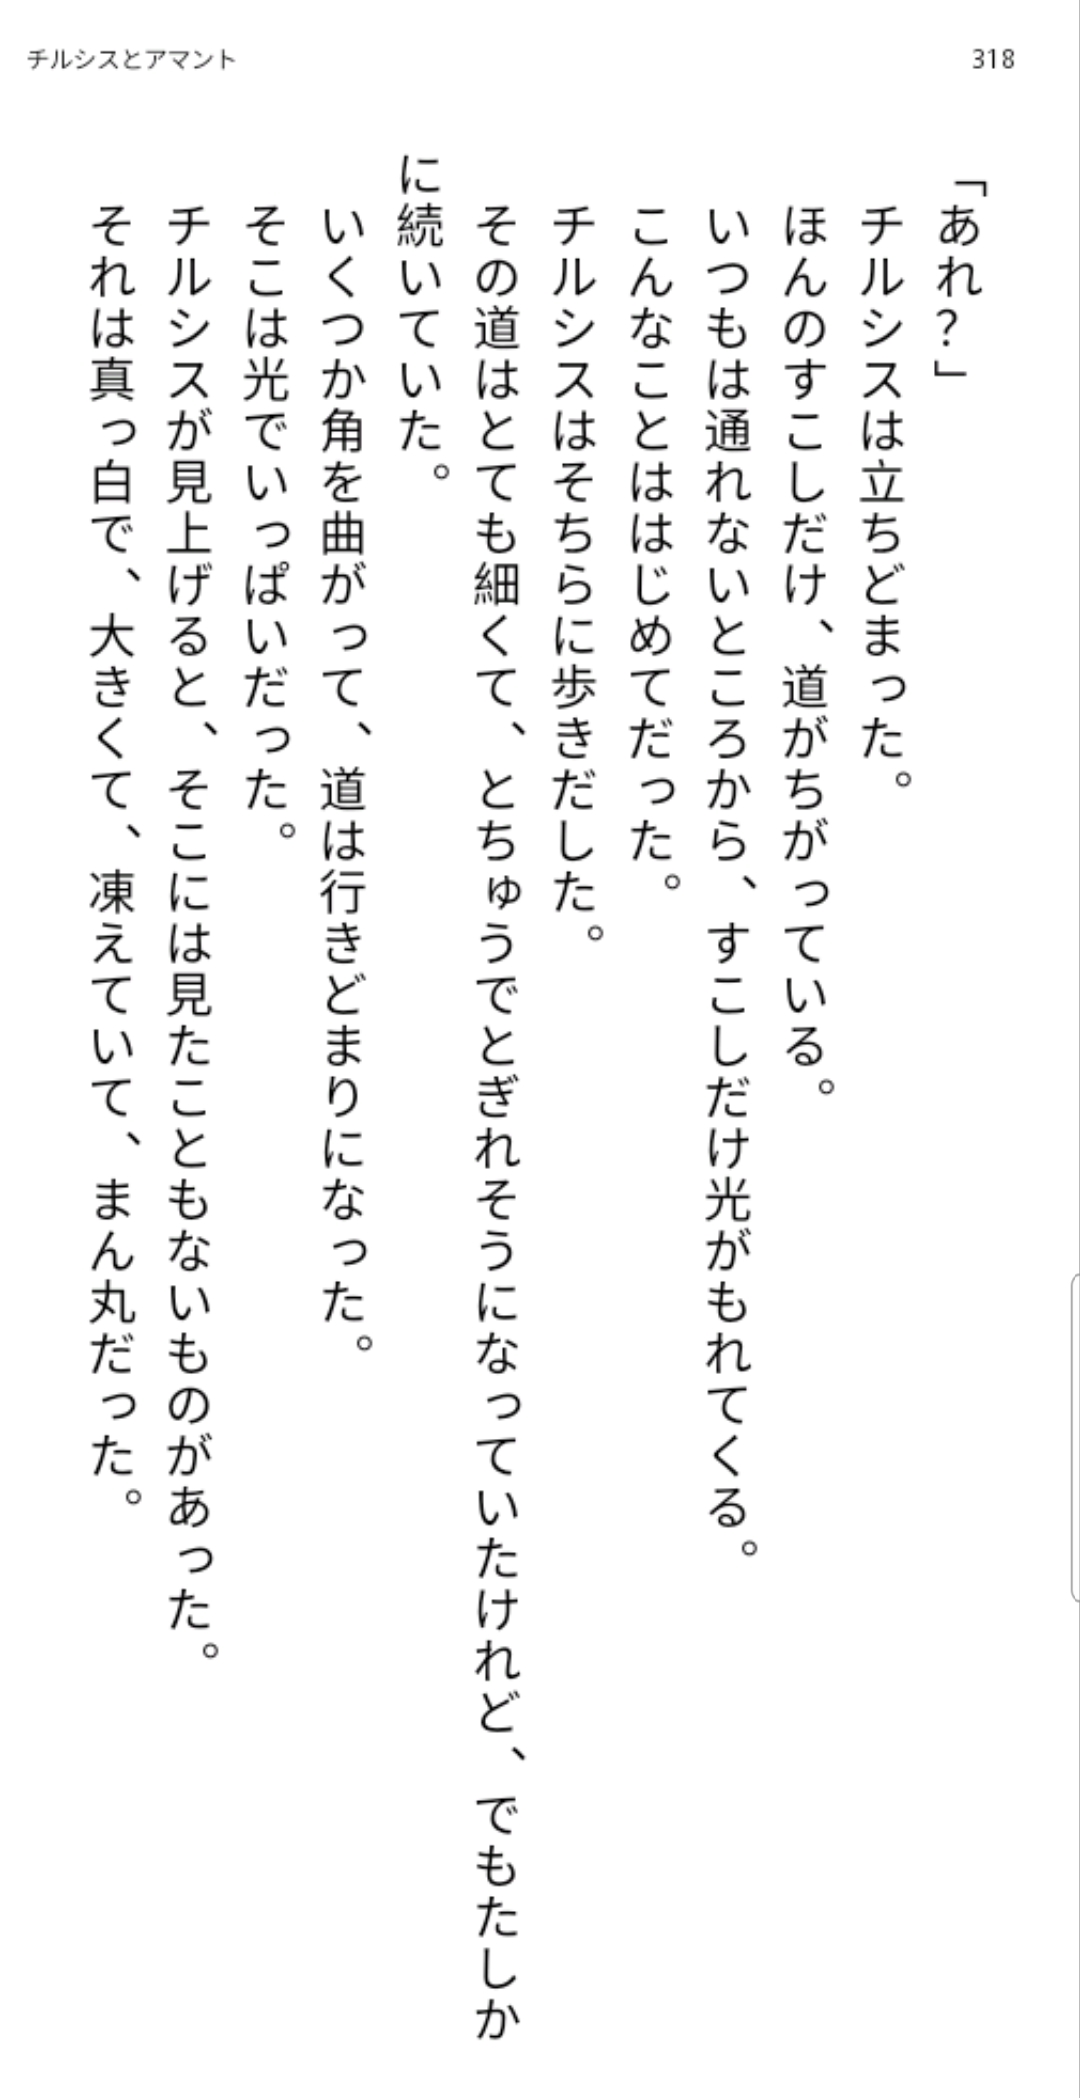 チルシスとアマント
318
「あれ？」
チルシスは立ちどまった。
ほんのすこしだけ、道がちがっている。
いつもは通れないところから、すこしだけ光がもれてくる。
こんなことははじめてだった。
チルシスはそちらに歩きだした。
その道はとても細くて、とちゅうでとぎれそうになっていたけれど、でもたしか
に続いていた。
いくつか角を曲がって、道は行きどまりになった。
そこは光でいっぱいだった。
チルシスが見上げると、そこには見たこともないものがあった。
それは真っ白で、大きくて、凍えていて、まん丸だった。